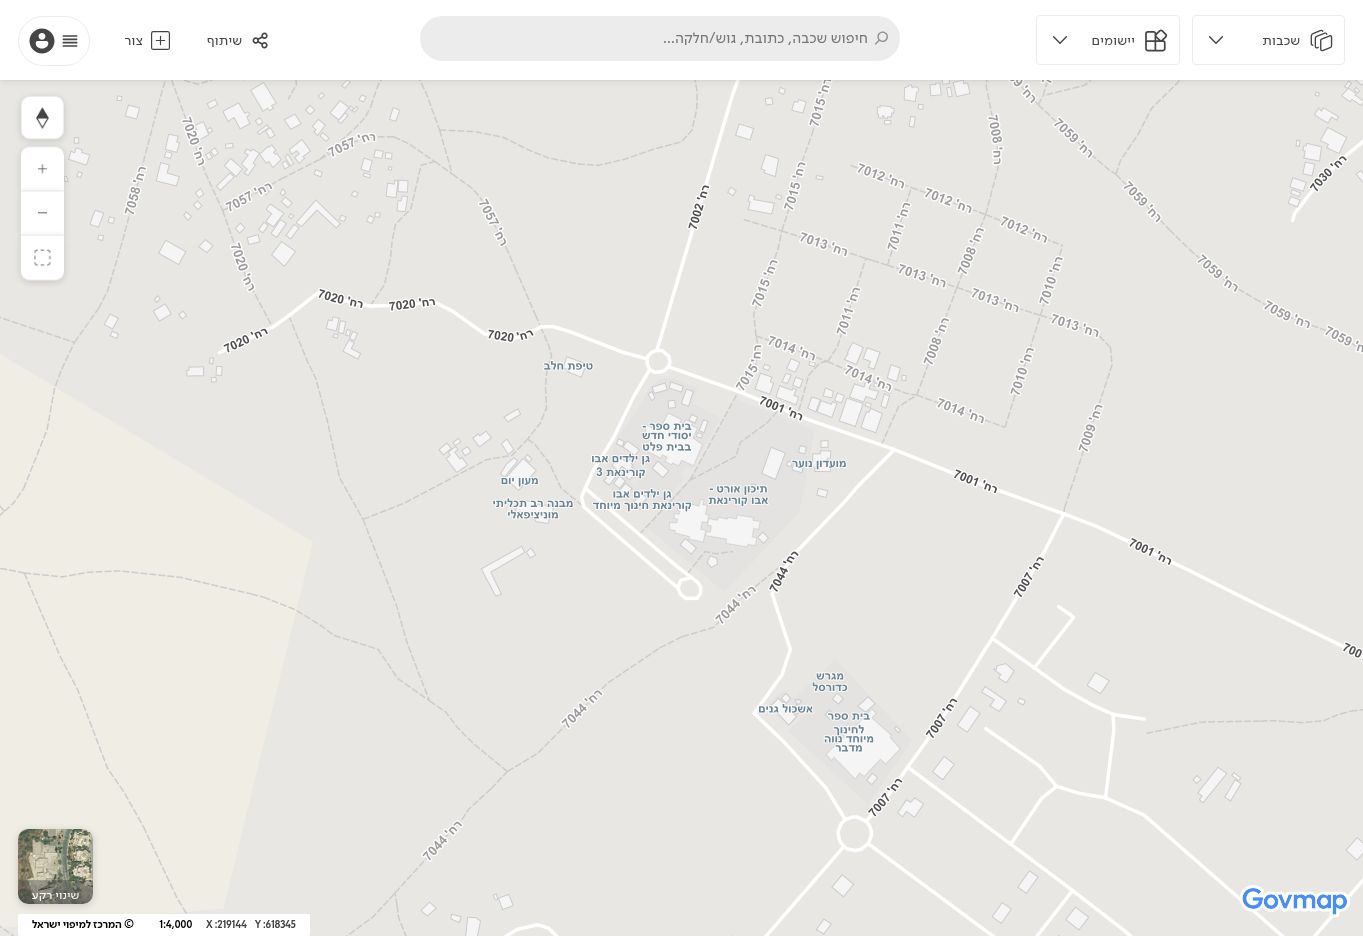 שכבות
יישומים
חיפוש שכבה, כתובת, גוש/חלקה...
שיתוף
צור
רח' 7015
רח' 7059
רח' 7059
רח' 7008
רח' 7020
רח' 7057
רח' 7058
רח' 7057
רח' 7002
רח' 7015
רח' 7012
רח' 7012
רח' 7012
רח' 7059
רח' 7030
רח' 7057
רח' 7011
רח' 7013
רח' 7008
רח' 7020
רח' 7015
רח' 7013
רח' 7010
רח' 7059
רח' 7020
רח' 7020
רח' 7011
רח' 7013
רח' 7059
רח' 7013
רח' 7059
רח' 7020
רח' 7020
רח' 7014
רח' 7008
טיפת חלב
רח' 7015
רח' 7014
רח' 7010
רח' 7001
רח' 7014
רח' 7009
בית ספר -
יסודי חדש
בבית פלט
גן ילדים אבו
קורינאת 3
מועדון נוער
מעון יום
גן ילדים אבו
קורינאת חינוך מיוחד
תיכון אורט -
אבו קורינאת
רח' 7001
מבנה רב תכליתי
מוניציפאלי
רח' 7001
רח' 7044
רח' 7007
רח' 7044
700
מגרש
כדורסל
רח' 7044
אשכול גנים
בית ספר
לחינוך
מיוחד נווה
מדבר
רח' 7007
רח' 7007
רח' 7044
שינוי רקע
Govmap
© המרכז למיפוי ישראל
1:4,000
X :219144
Y :618345